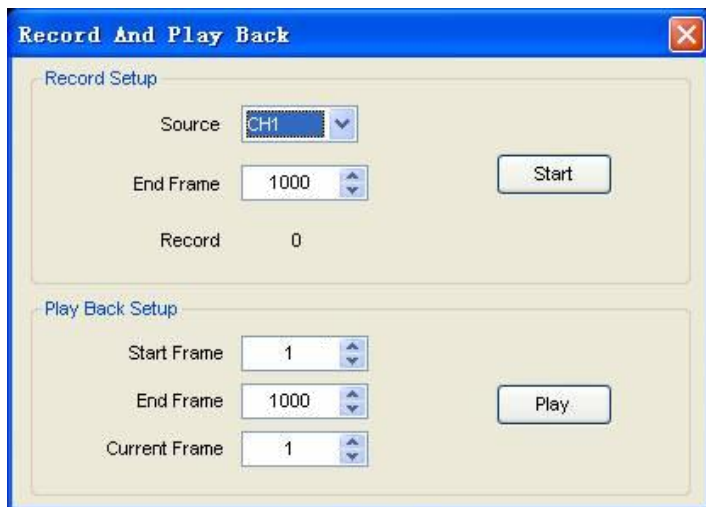 Record And Play Back
Record Setup
Source CH1
End Frame 1000
Start
Record 0
Play Back Setup
Start Frame 1
End Frame 1000
Play
Current Frame 1